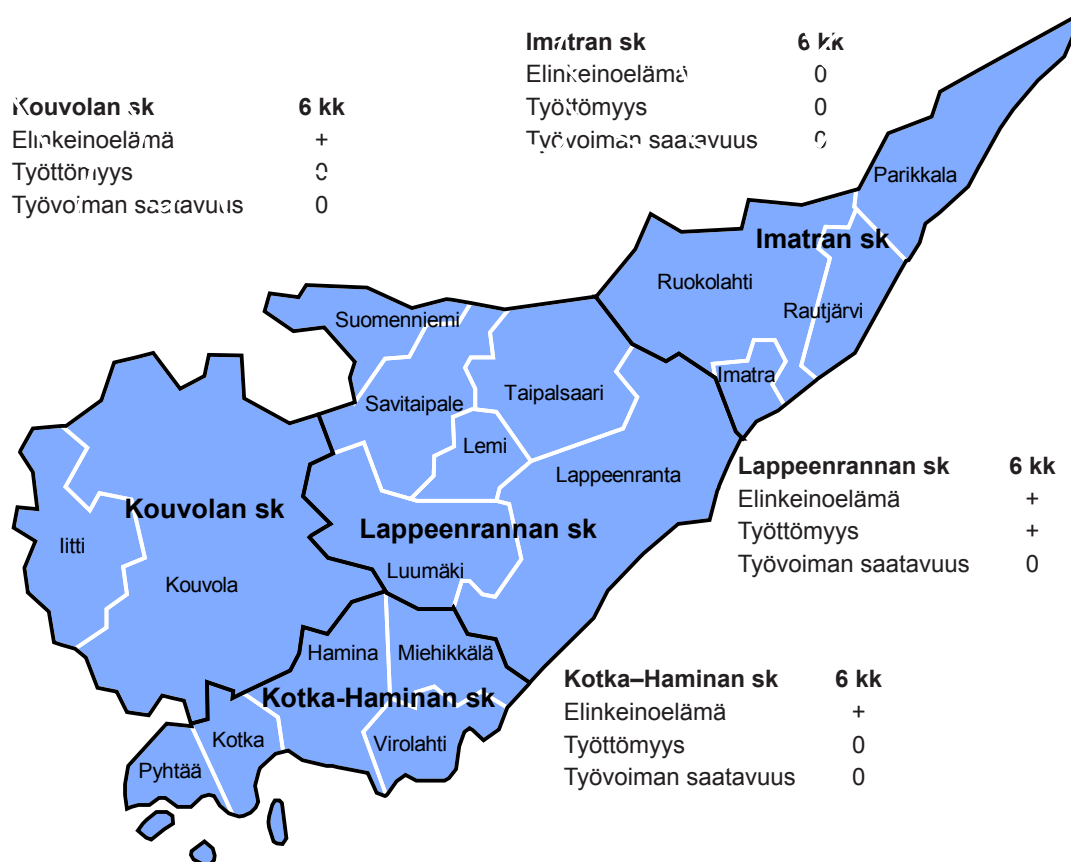 Imatran sk 6 kk
Elinkeinoelämä 0
Työttömyys 0
Työvoiman saatavuus 0
Kouvolan sk 6 kk
Elinkeinoelämä +
Työttömyys 0
Työvoiman saatavuus 0
Parikkala
Imatran sk
Ruokolahti
Rautjärvi
Suomenniemi
Imatra
Taipalsaari
Savitaipale
Lemi
Lappeenranta
Lappeenrannan sk 6 kk
Elinkeinoelämä +
Työttömyys +
Työvoiman saatavuus 0
Kouvolan sk
Lappeenrannan sk
Iitti
Luumäki
Kouvola
Hamina
Miehikkälä
Kotka-Haminan sk
Kotka–Haminan sk 6 kk
Elinkeinoelämä +
Työttömyys 0
Työvoiman saatavuus 0
Kotka
Virolahti
Pyhtää